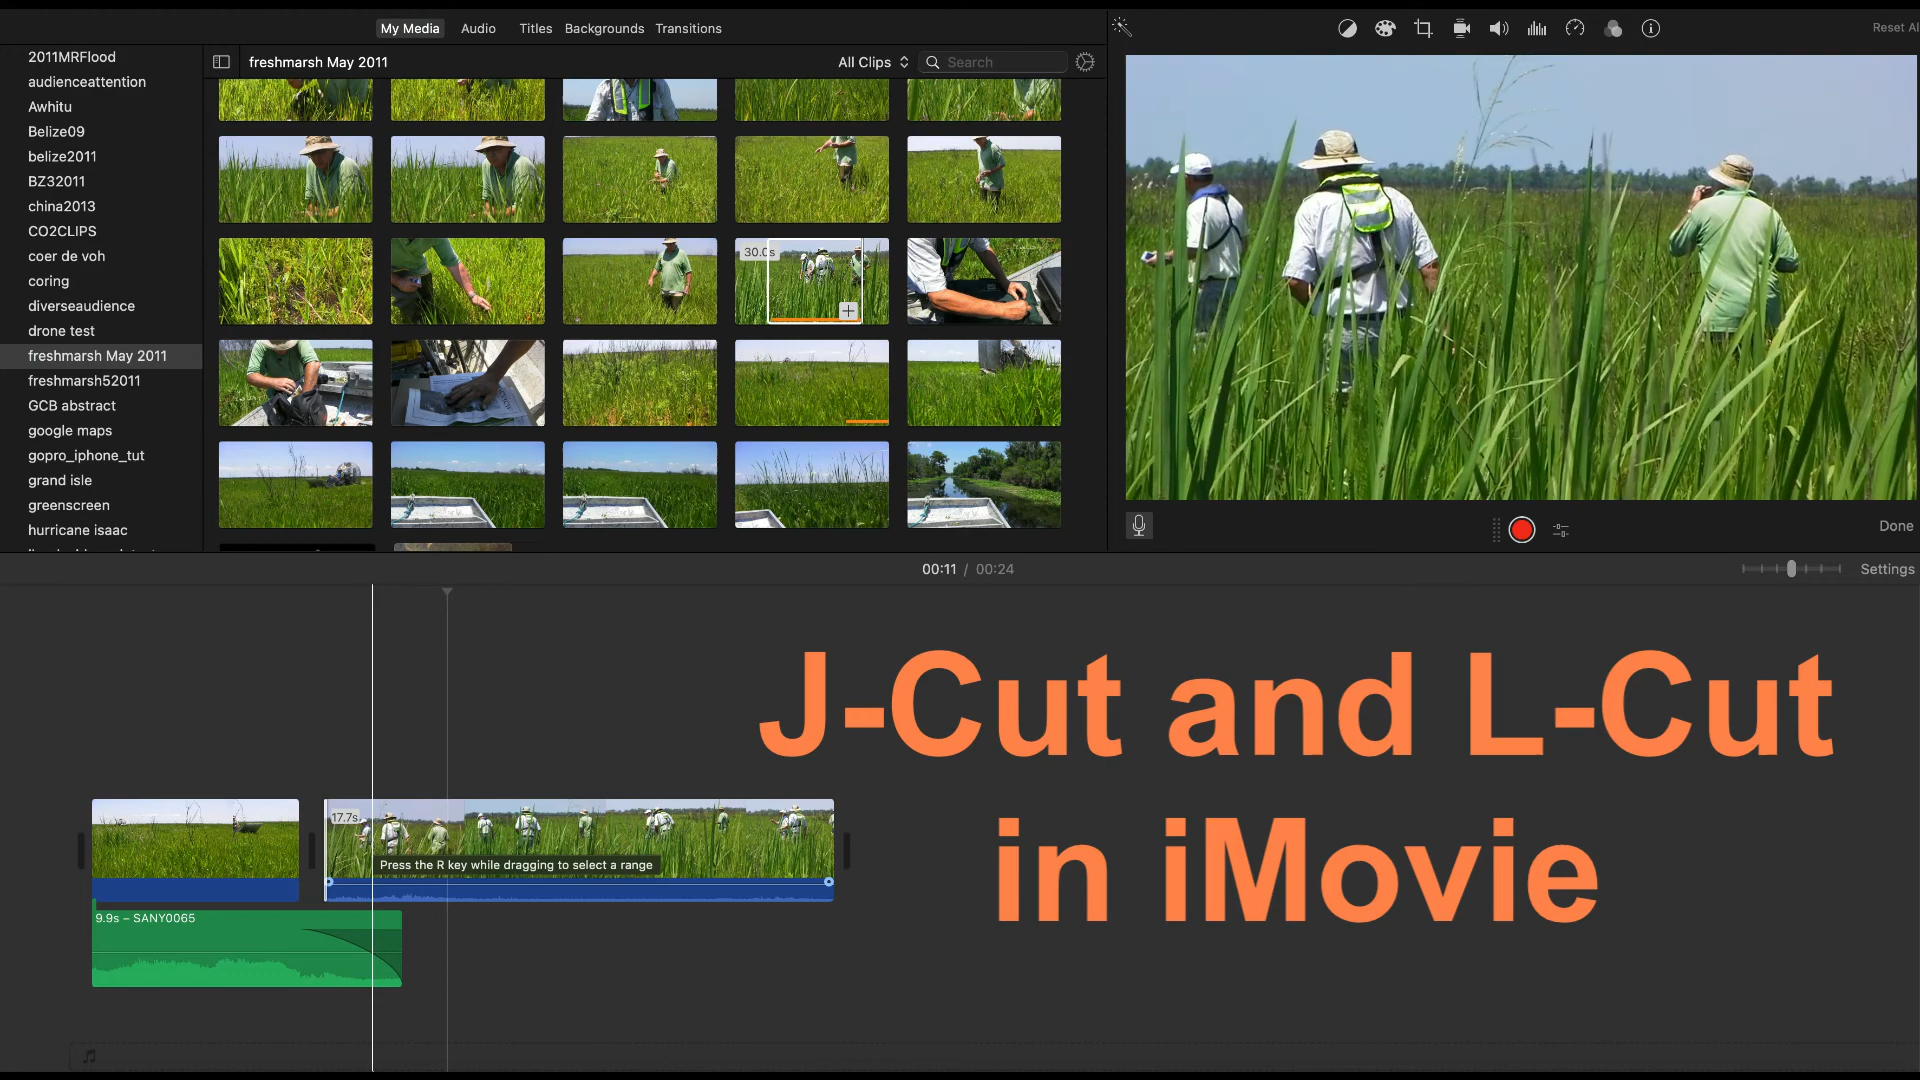 My Media
Audio
Titles
Backgrounds
Transitions
Reset Al
2011MRFlood
audienceattention
Awhitu
Belize09
belize2011
BZ32011
china2013
CO2CLIPS
coer de voh
coring
diverseaudience
drone test
freshmarsh May 2011
freshmarsh52011
GCB abstract
google maps
gopro_iphone_tut
grand isle
greenscreen
hurricane isaac
freshmarsh May 2011
All Clips
Search
30.0s
Done
00:11 / 00:24
Settings
J-Cut and L-Cut
in iMovie
17.7s
Press the R key while dragging to select a range
9.9s – SANY0065